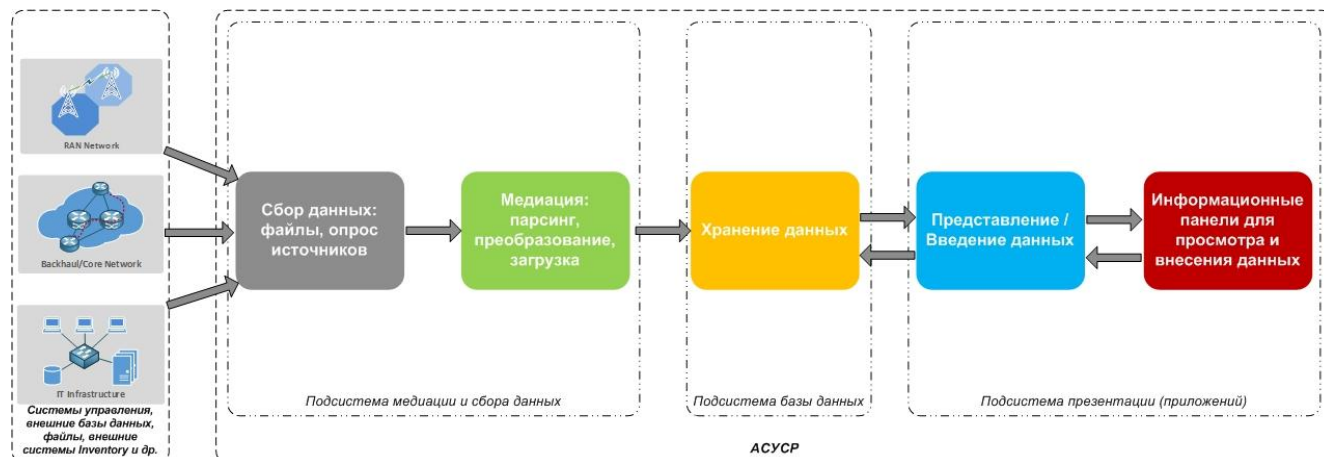 RAN Network
Backhaul/Core Network
IT Infrastructure
Системы управления,
внешние базы данных,
файлы, внешние
системы Inventory и др.
Сбор данных:
файлы, опрос
источников
Медиация:
парсинг,
преобразование,
загрузка
Подсистема медиации и сбора данных
Хранение данных
Подсистема базы данных
Представление /
Введение данных
Информационные
панели для
просмотра и
внесения данных
Подсистема презентации (приложений)
АСУСР